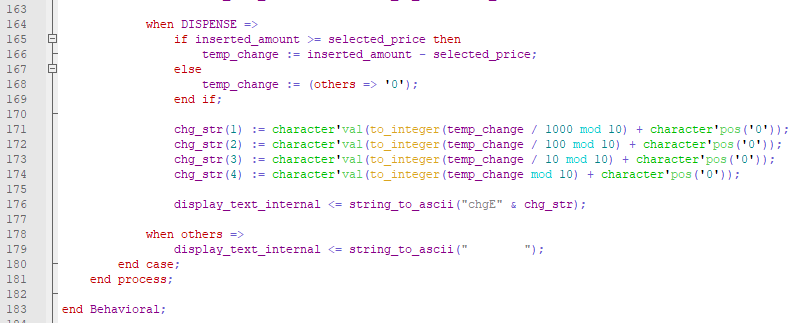 163
164 when DISPENSE =>
165 if inserted_amount >= selected_price then
166 temp_change := inserted_amount - selected_price;
167 else
168 temp_change := (others => '0');
169 end if;
170
171 chg_str(1) := character'val(to_integer(temp_change / 1000 mod 10) + character'pos('0'));
172 chg_str(2) := character'val(to_integer(temp_change / 100 mod 10) + character'pos('0'));
173 chg_str(3) := character'val(to_integer(temp_change / 10 mod 10) + character'pos('0'));
174 chg_str(4) := character'val(to_integer(temp_change mod 10) + character'pos('0'));
175
176 display_text_internal <= string_to_ascii("chgE" & chg_str);
177
178 when others =>
179 display_text_internal <= string_to_ascii("        ");
180 end case;
181 end process;
182
183 end Behavioral;